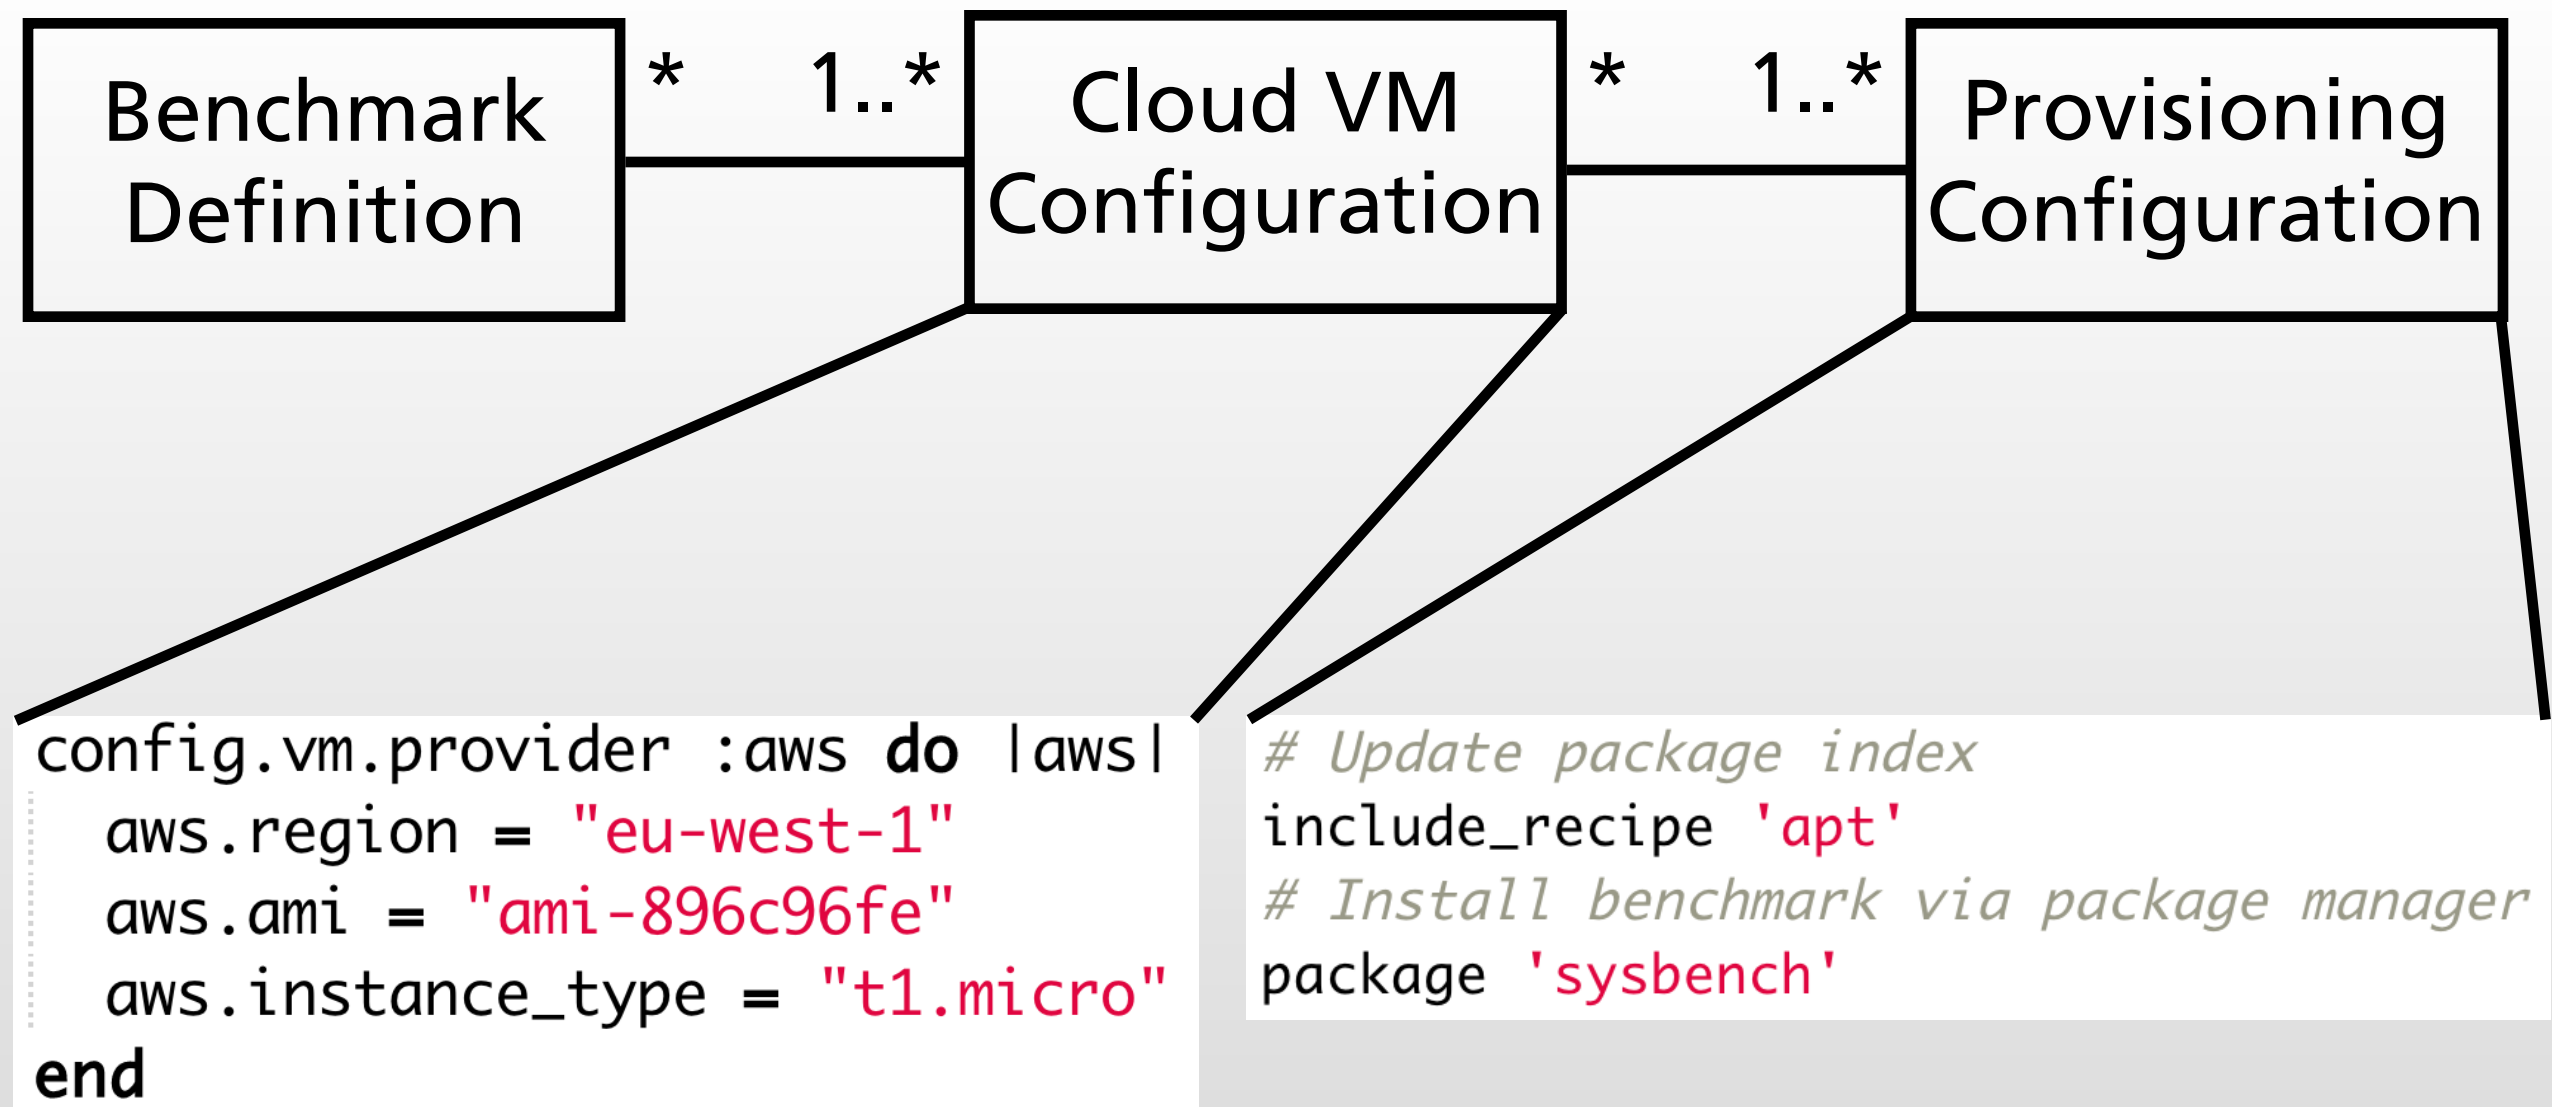 Benchmark
Definition
* 1..*
Cloud VM
Configuration
* 1..*
Provisioning
Configuration
config.vm.provider :aws do |aws|
  aws.region = "eu-west-1"
  aws.ami = "ami-896c96fe"
  aws.instance_type = "t1.micro"
end
# Update package index
include_recipe 'apt'
# Install benchmark via package manager
package 'sysbench'